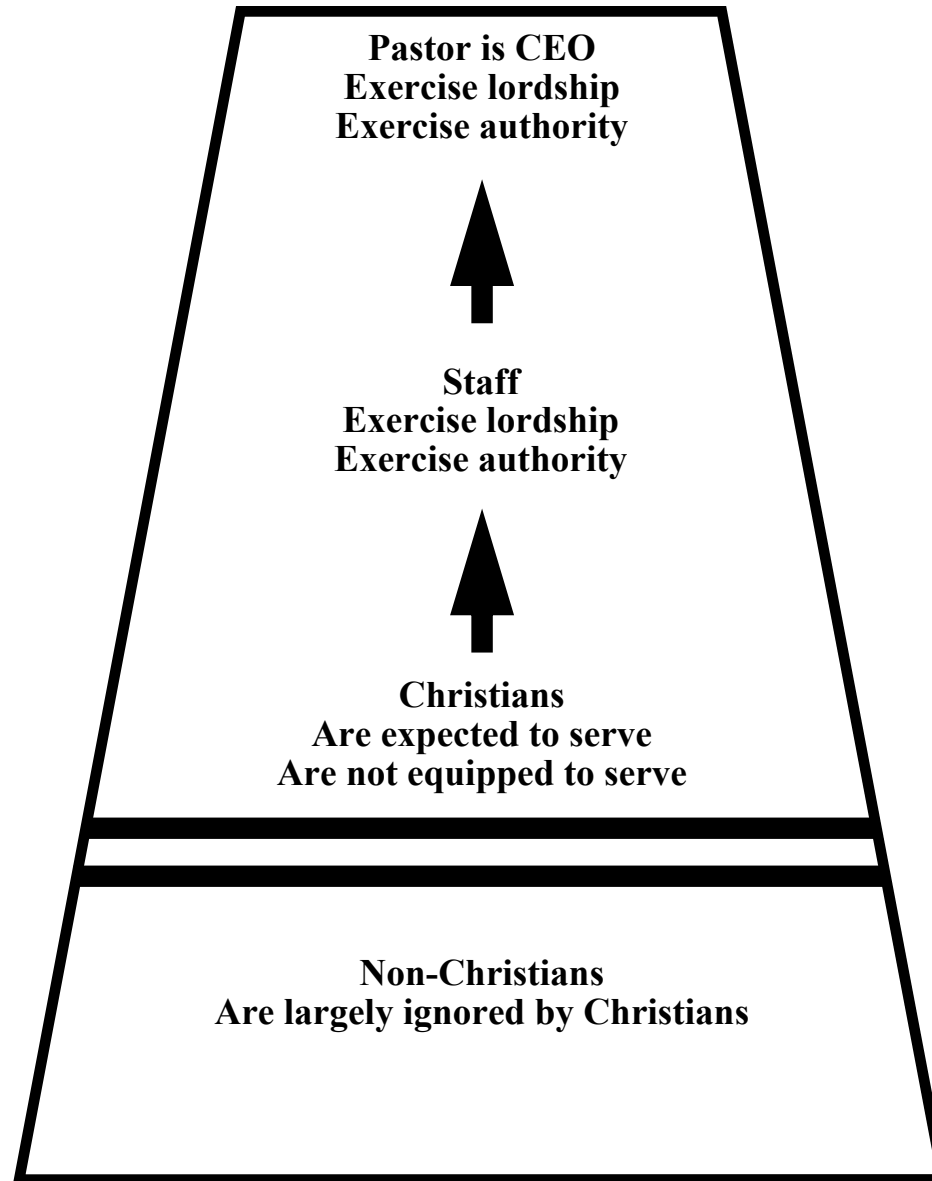 Pastor is CEO
Exercise lordship
Exercise authority
Staff
Exercise lordship
Exercise authority
Christians
Are expected to serve
Are not equipped to serve
Non-Christians
Are largely ignored by Christians